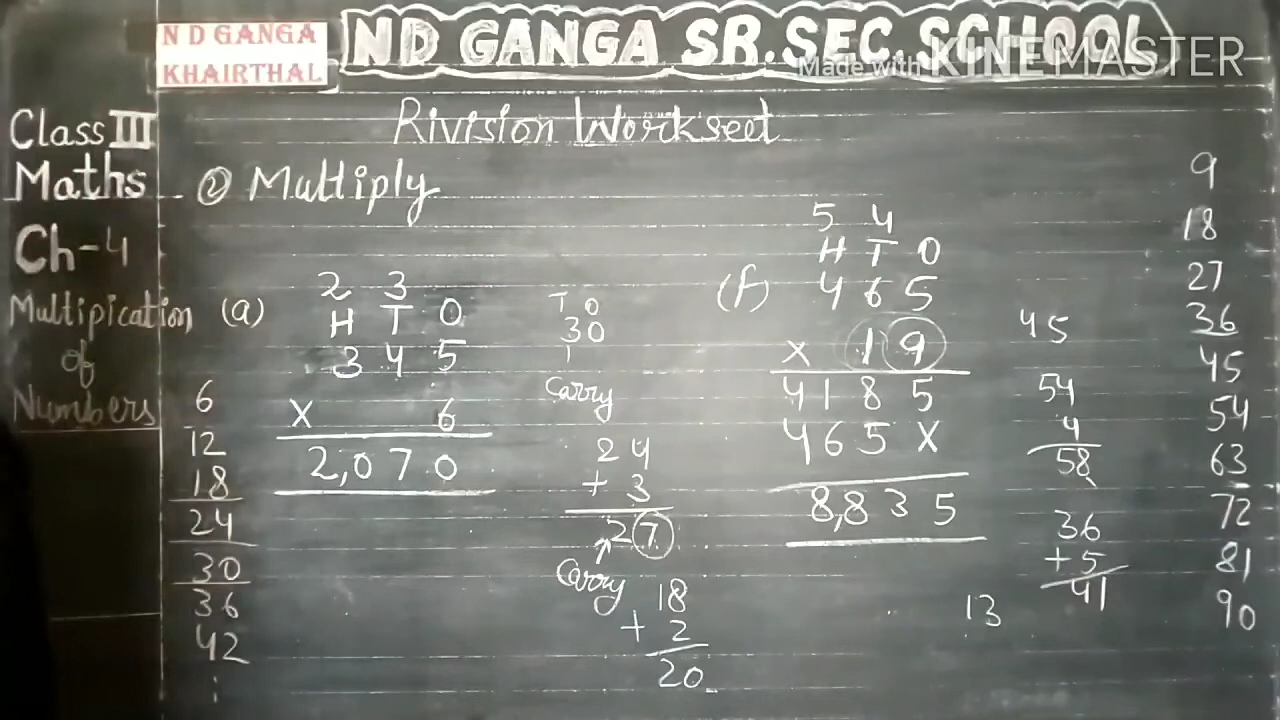 N D GANGA
KHAIRTHAL
ND GANGA SR.SEC.SCHOOL
Made with KINEMASTER
Class III
Maths
Ch-4
Multipication
of
Numbers
Rivision Workseet
② Multiply
(a)
2 3
H T O
3 4 5
X 6
2,0 7 0
6
12
18
24
30
36
42
T O
30
Carry
24
+ 3
27
Carry
18
+ 2
20
(f)
5 4
H T O
4 6 5
X 1 9
4 1 8 5
4 6 5 X
8,8 3 5
45
54
4
58
36
+ 5
41
13
9
18
27
36
45
54
63
72
81
90